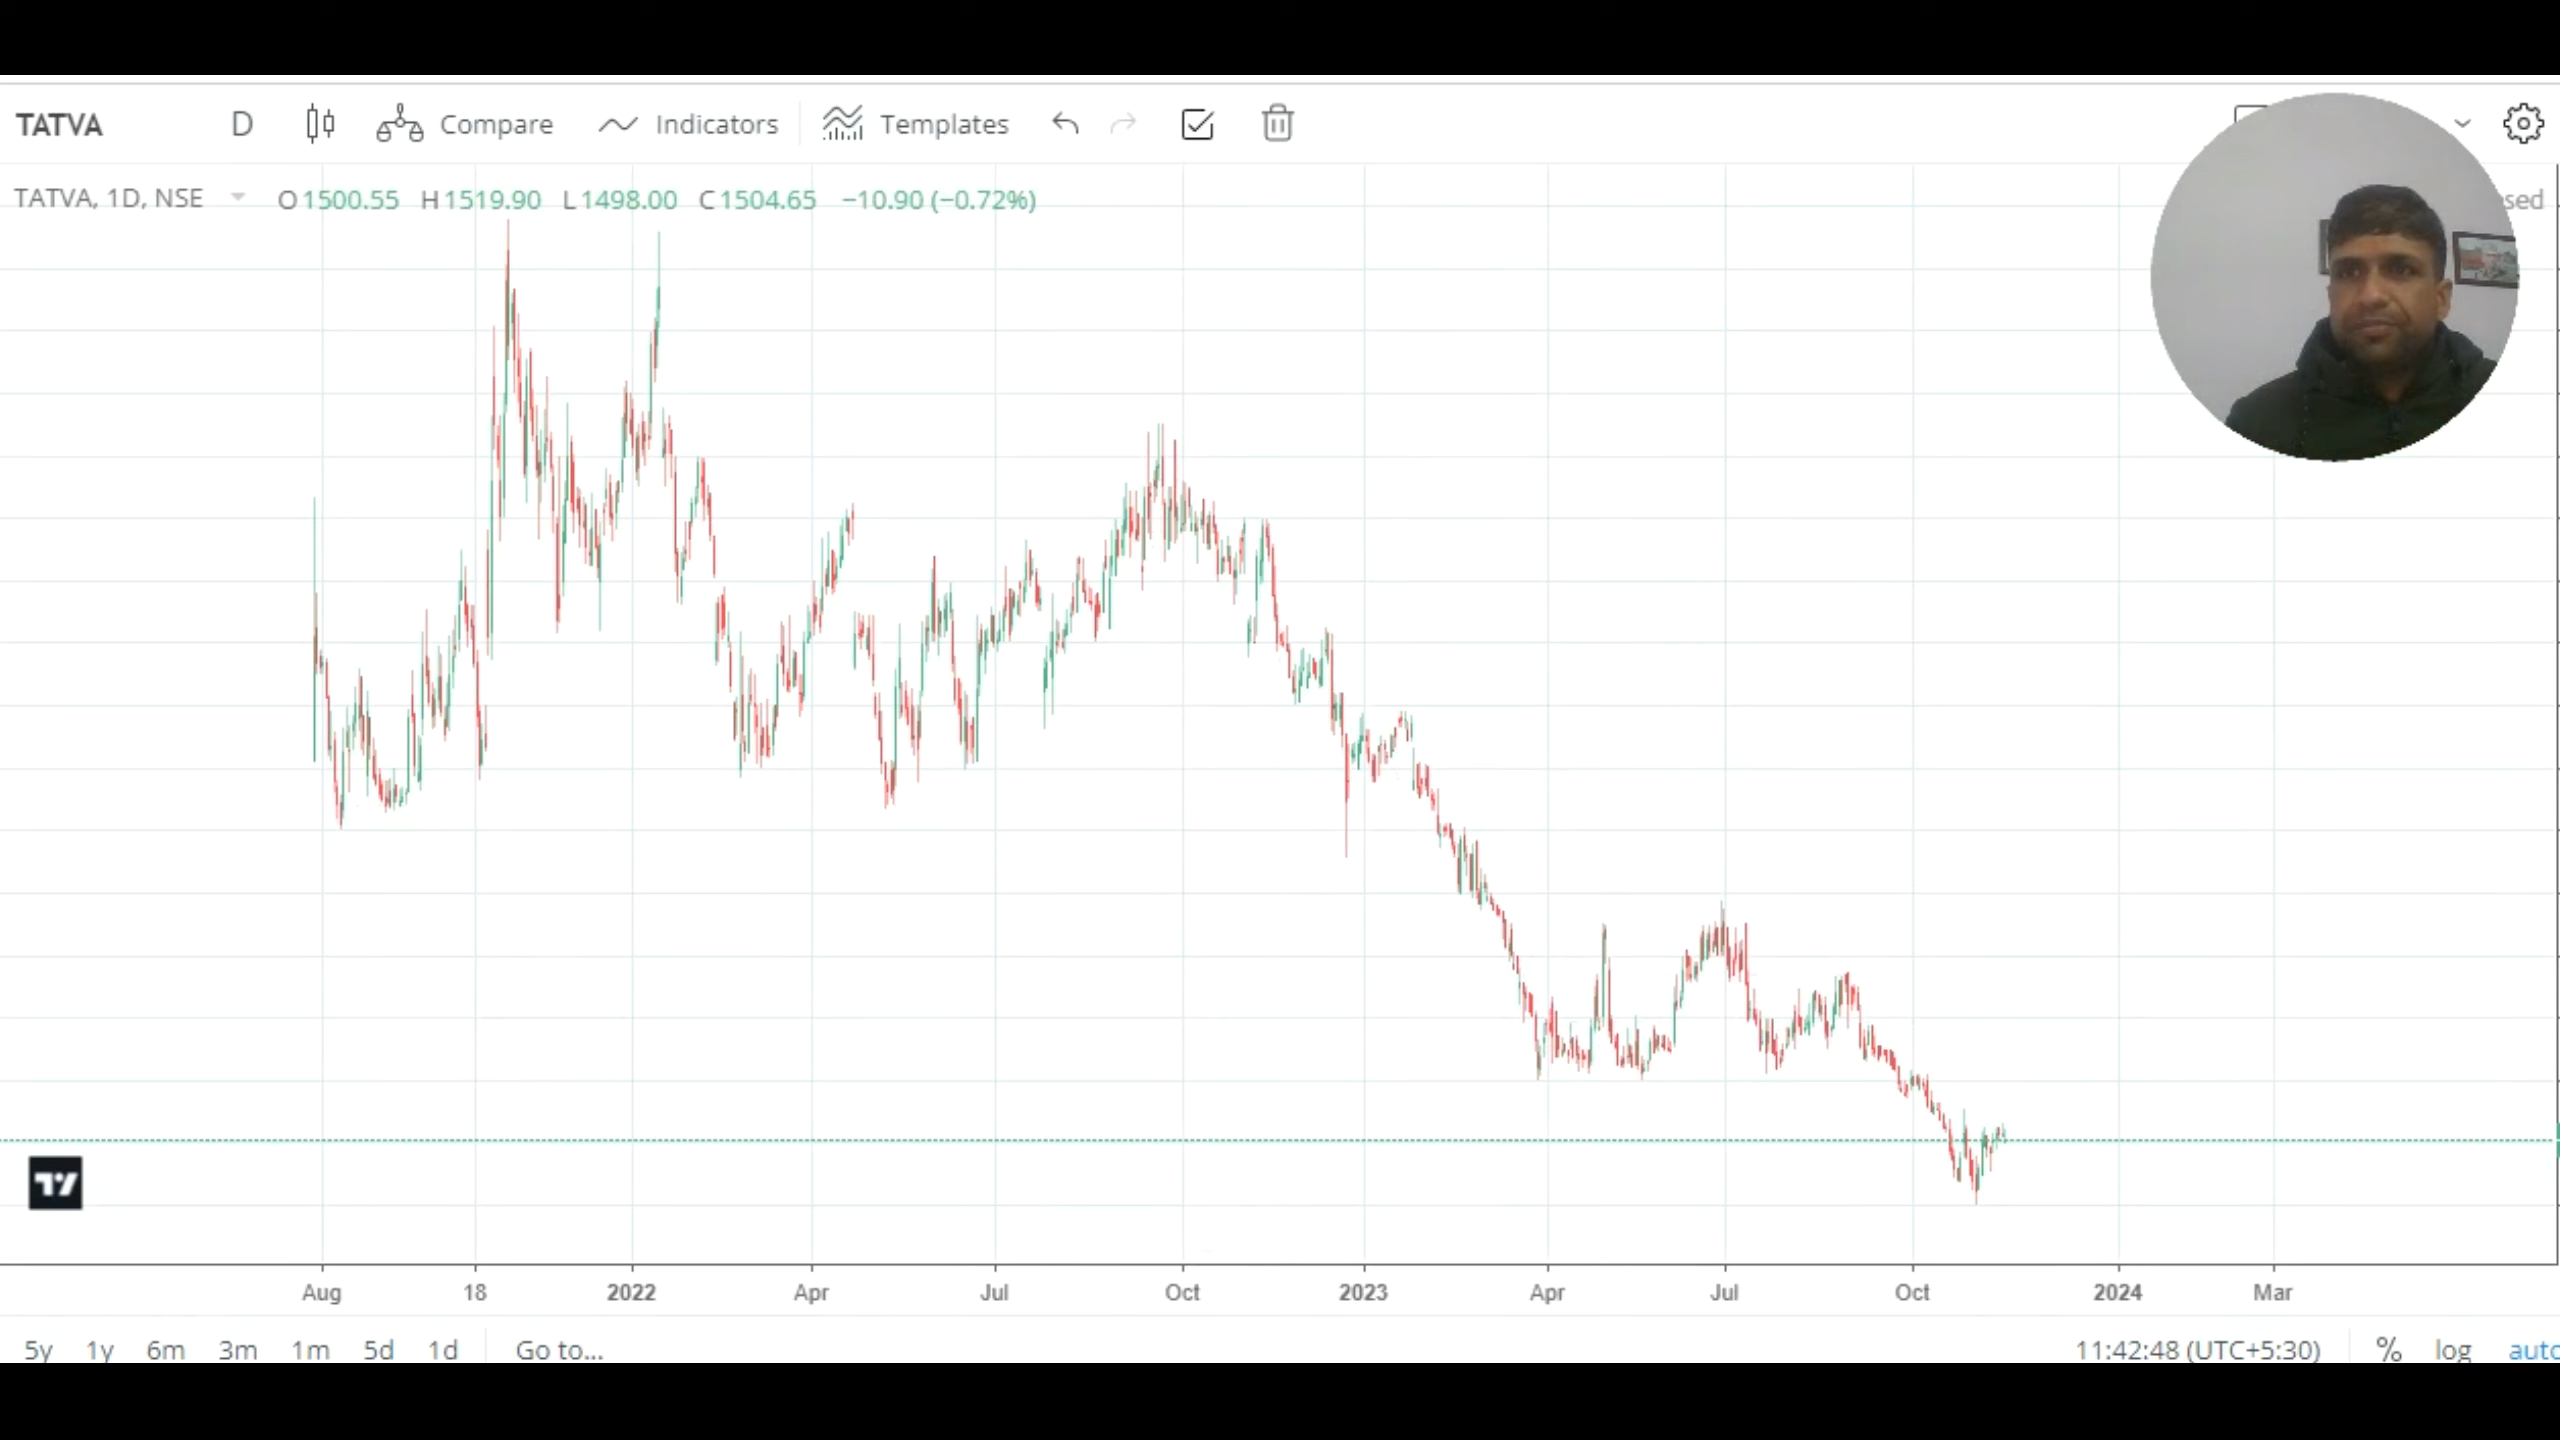 TATVA D Compare Indicators Templates
TATVA, 1D, NSE O1500.55 H1519.90 L1498.00 C1504.65 −10.90 (−0.72%) sed
Aug 18 2022 Apr Jul Oct 2023 Apr Jul Oct 2024 Mar
5y 1y 6m 3m 1m 5d 1d Go to... 11:42:48 (UTC+5:30) % log auto